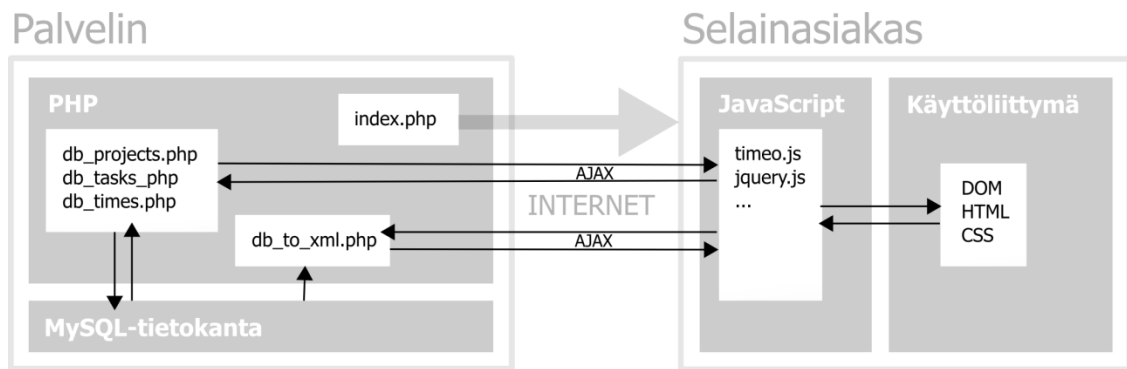 Palvelin
PHP
index.php
db_projects.php
db_tasks_php
db_times.php
db_to_xml.php
MySQL-tietokanta
AJAX
INTERNET
AJAX
Selainasiakas
JavaScript
timeo.js
jquery.js
...
Käyttöliittymä
DOM
HTML
CSS